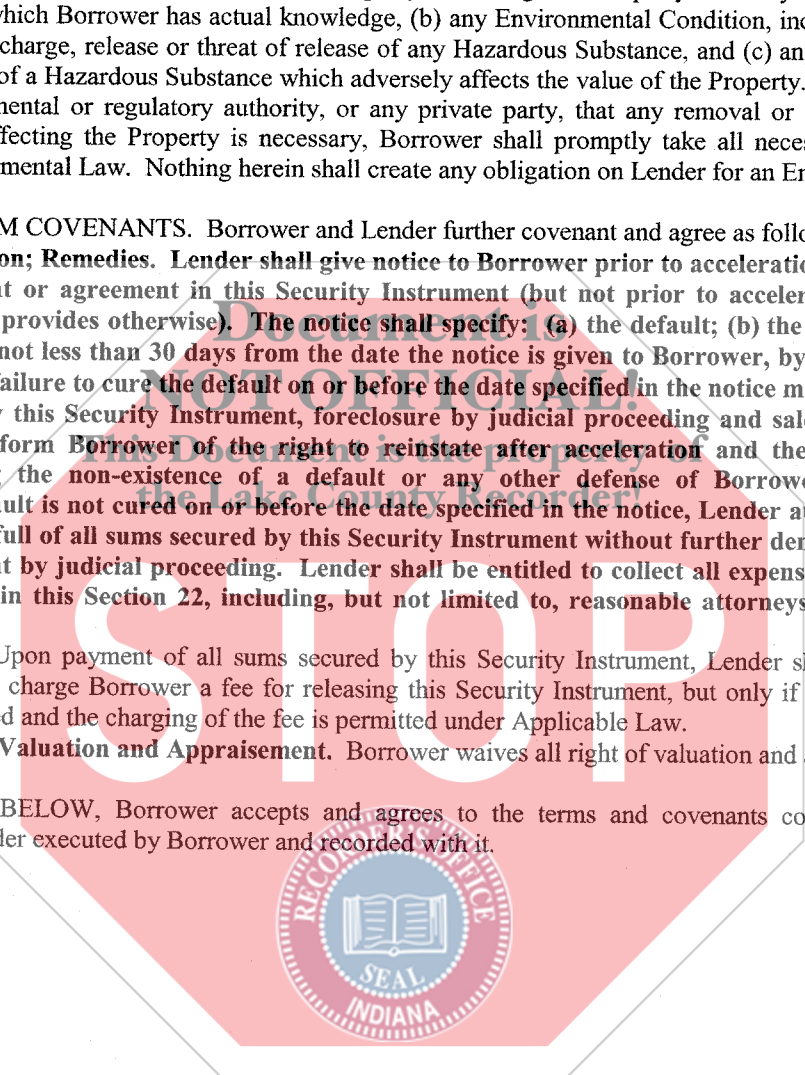 which Borrower has actual knowledge, (b) any Environmental Condition, inc
charge, release or threat of release of any Hazardous Substance, and (c) an
of a Hazardous Substance which adversely affects the value of the Property.
mental or regulatory authority, or any private party, that any removal or
ffecting the Property is necessary, Borrower shall promptly take all nece
mental Law. Nothing herein shall create any obligation on Lender for an En
M COVENANTS. Borrower and Lender further covenant and agree as follo
on; Remedies. Lender shall give notice to Borrower prior to acceleratio
t or agreement in this Security Instrument (but not prior to acceler
provides otherwise). The notice shall specify: (a) the default; (b) the
not less than 30 days from the date the notice is given to Borrower, by
ailure to cure the default on or before the date specified in the notice m
this Security Instrument, foreclosure by judicial proceeding and sal
form Borrower of the right to reinstate after acceleration and the
the non-existence of a default or any other defense of Borrowe
ult is not cured on or before the date specified in the notice, Lender a
full of all sums secured by this Security Instrument without further de
t by judicial proceeding. Lender shall be entitled to collect all expens
in this Section 22, including, but not limited to, reasonable attorneys
Upon payment of all sums secured by this Security Instrument, Lender s
charge Borrower a fee for releasing this Security Instrument, but only if
d and the charging of the fee is permitted under Applicable Law.
Valuation and Appraisement. Borrower waives all right of valuation and
BELOW, Borrower accepts and agrees to the terms and covenants co
der executed by Borrower and recorded with it.
Document is
NOT OFFICIAL!
This Document is the property of
the Lake County Recorder!
STOP
RECORDER'S OFFICE
SEAL
INDIANA